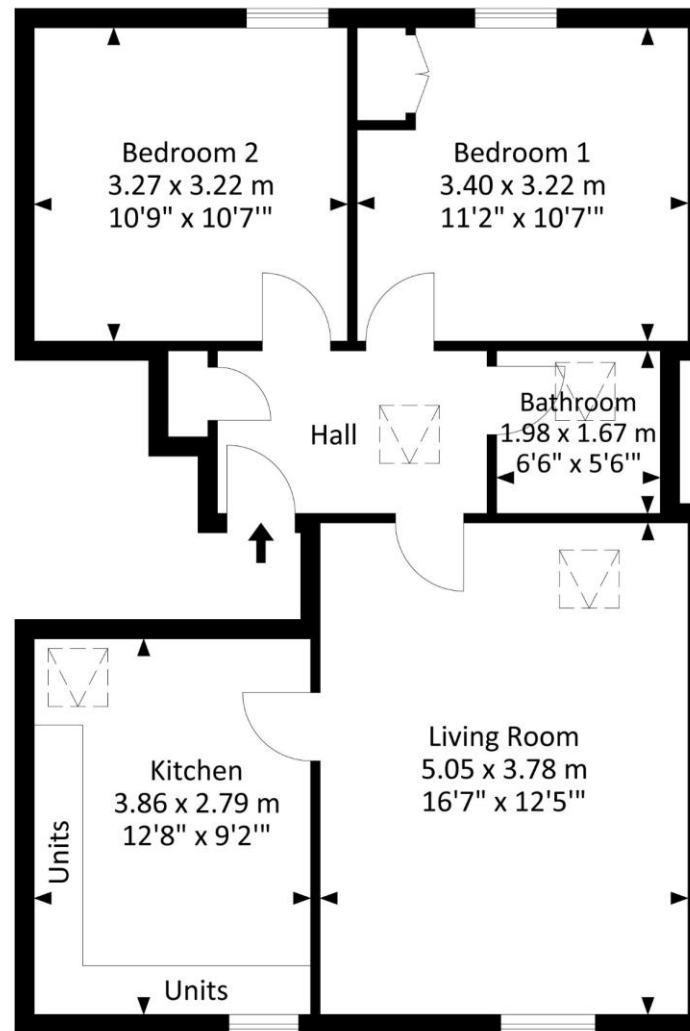 Bedroom 2
3.27 x 3.22 m
10'9" x 10'7'"
Bedroom 1
3.40 x 3.22 m
11'2" x 10'7'"
Hall
Bathroom
1.98 x 1.67 m
6'6" x 5'6'"
Kitchen
3.86 x 2.79 m
12'8" x 9'2'"
Units
Units
Living Room
5.05 x 3.78 m
16'7" x 12'5'"